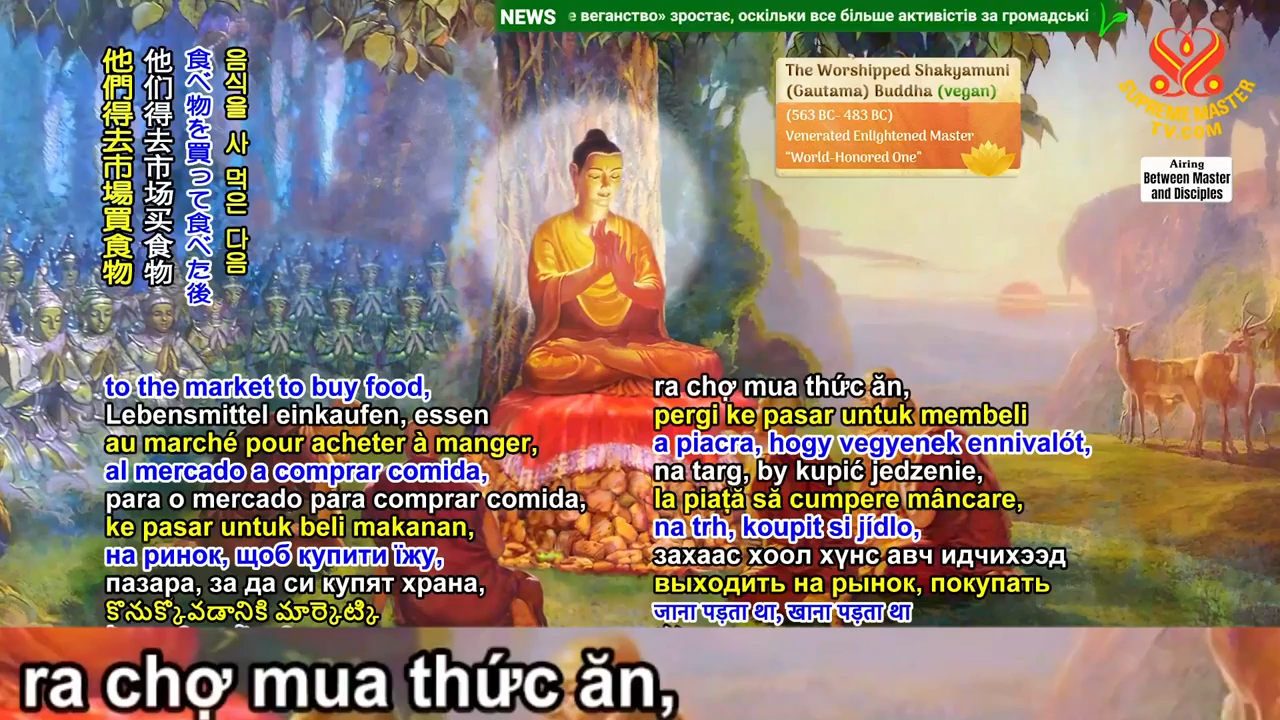 NEWS е веганство» зростає, оскільки все більше активістів за громадські
The Worshipped Shakyamuni
(Gautama) Buddha (vegan)
(563 BC- 483 BC)
Venerated Enlightened Master
"World-Honored One"
SUPREME MASTER
TV.COM
Airing
Between Master
and Disciples
他們得去市場買食物
他们得去市场买食物
食べ物を買って食べた後
음식을 사 먹은 다음
to the market to buy food,
Lebensmittel einkaufen, essen
au marché pour acheter à manger,
al mercado a comprar comida,
para o mercado para comprar comida,
ke pasar untuk beli makanan,
на ринок, щоб купити їжу,
пазара, за да си купят храна,
కొనుక్కోవడానికి మార్కెట్కి
ra chợ mua thức ăn,
pergi ke pasar untuk membeli
a piacra, hogy vegyenek ennivalót,
na targ, by kupić jedzenie,
la piață să cumpere mâncare,
na trh, koupit si jídlo,
захаас хоол хүнс авч идчихээд
выходить на рынок, покупать
जाना पड़ता था, खाना पड़ता था
ra chợ mua thức ăn,